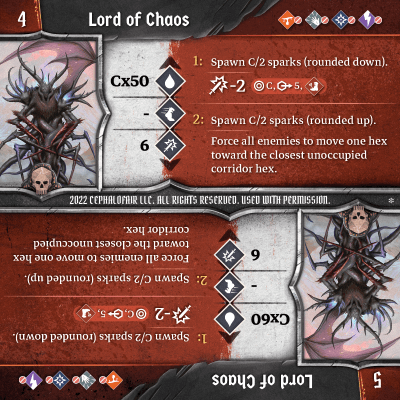 4
Lord of Chaos
Cx50
-
6
1: Spawn C/2 sparks (rounded down).
-2 C, 5,
2: Spawn C/2 sparks (rounded up).
Force all enemies to move one hex
toward the closest unoccupied
corridor hex.
2022 CEPHALOFAIR LLC. ALL RIGHTS RESERVED. USED WITH PERMISSION.
*
5
Lord of Chaos
Cx60
-
6
1: Spawn C/2 sparks (rounded down).
-2 C, 5,
2: Spawn C/2 sparks (rounded up).
Force all enemies to move one hex
toward the closest unoccupied
corridor hex.